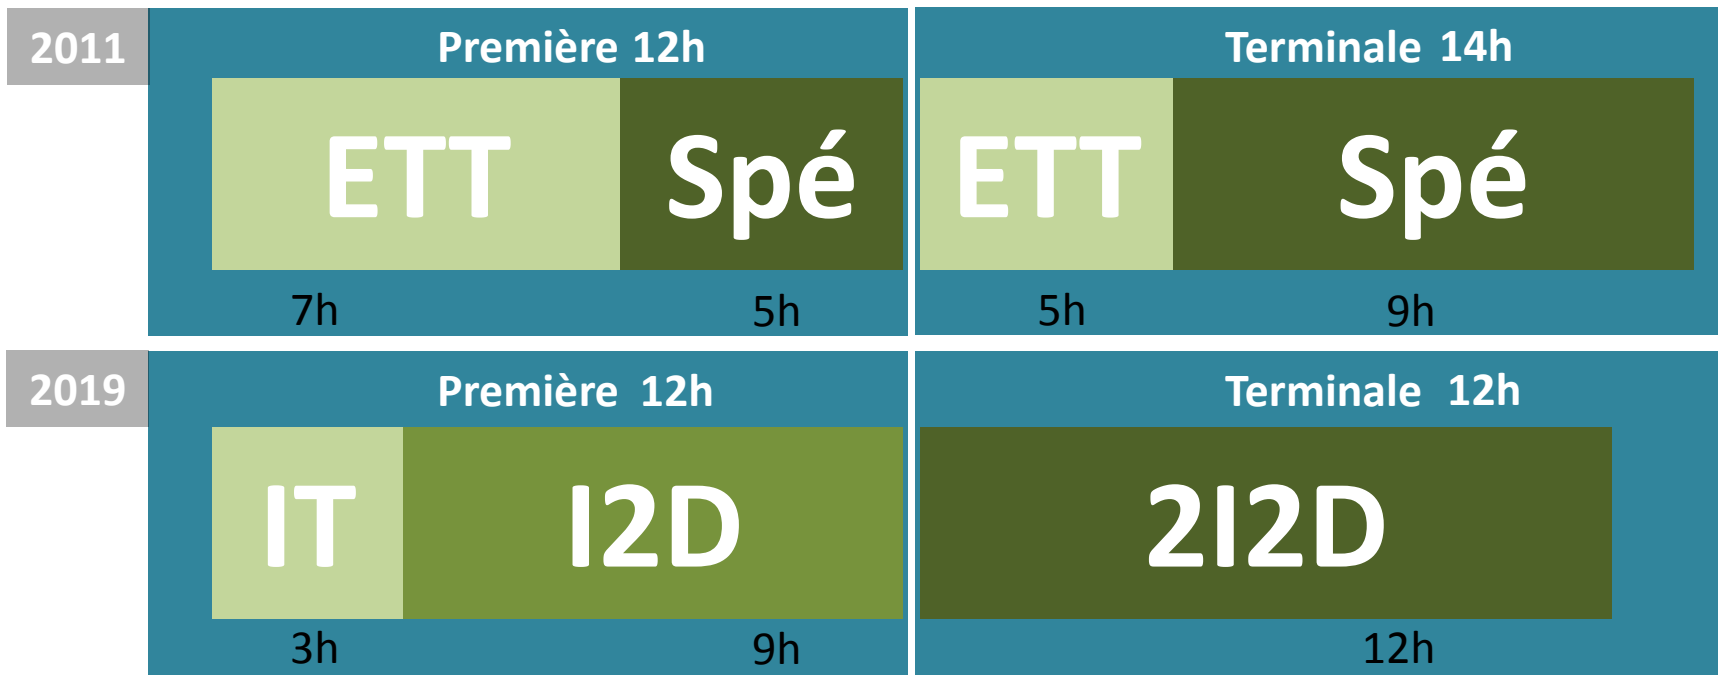 2011
Première 12h
Terminale 14h
ETT
Spé
ETT
Spé
7h
5h
5h
9h
2019
Première 12h
Terminale 12h
IT
I2D
2I2D
3h
9h
12h